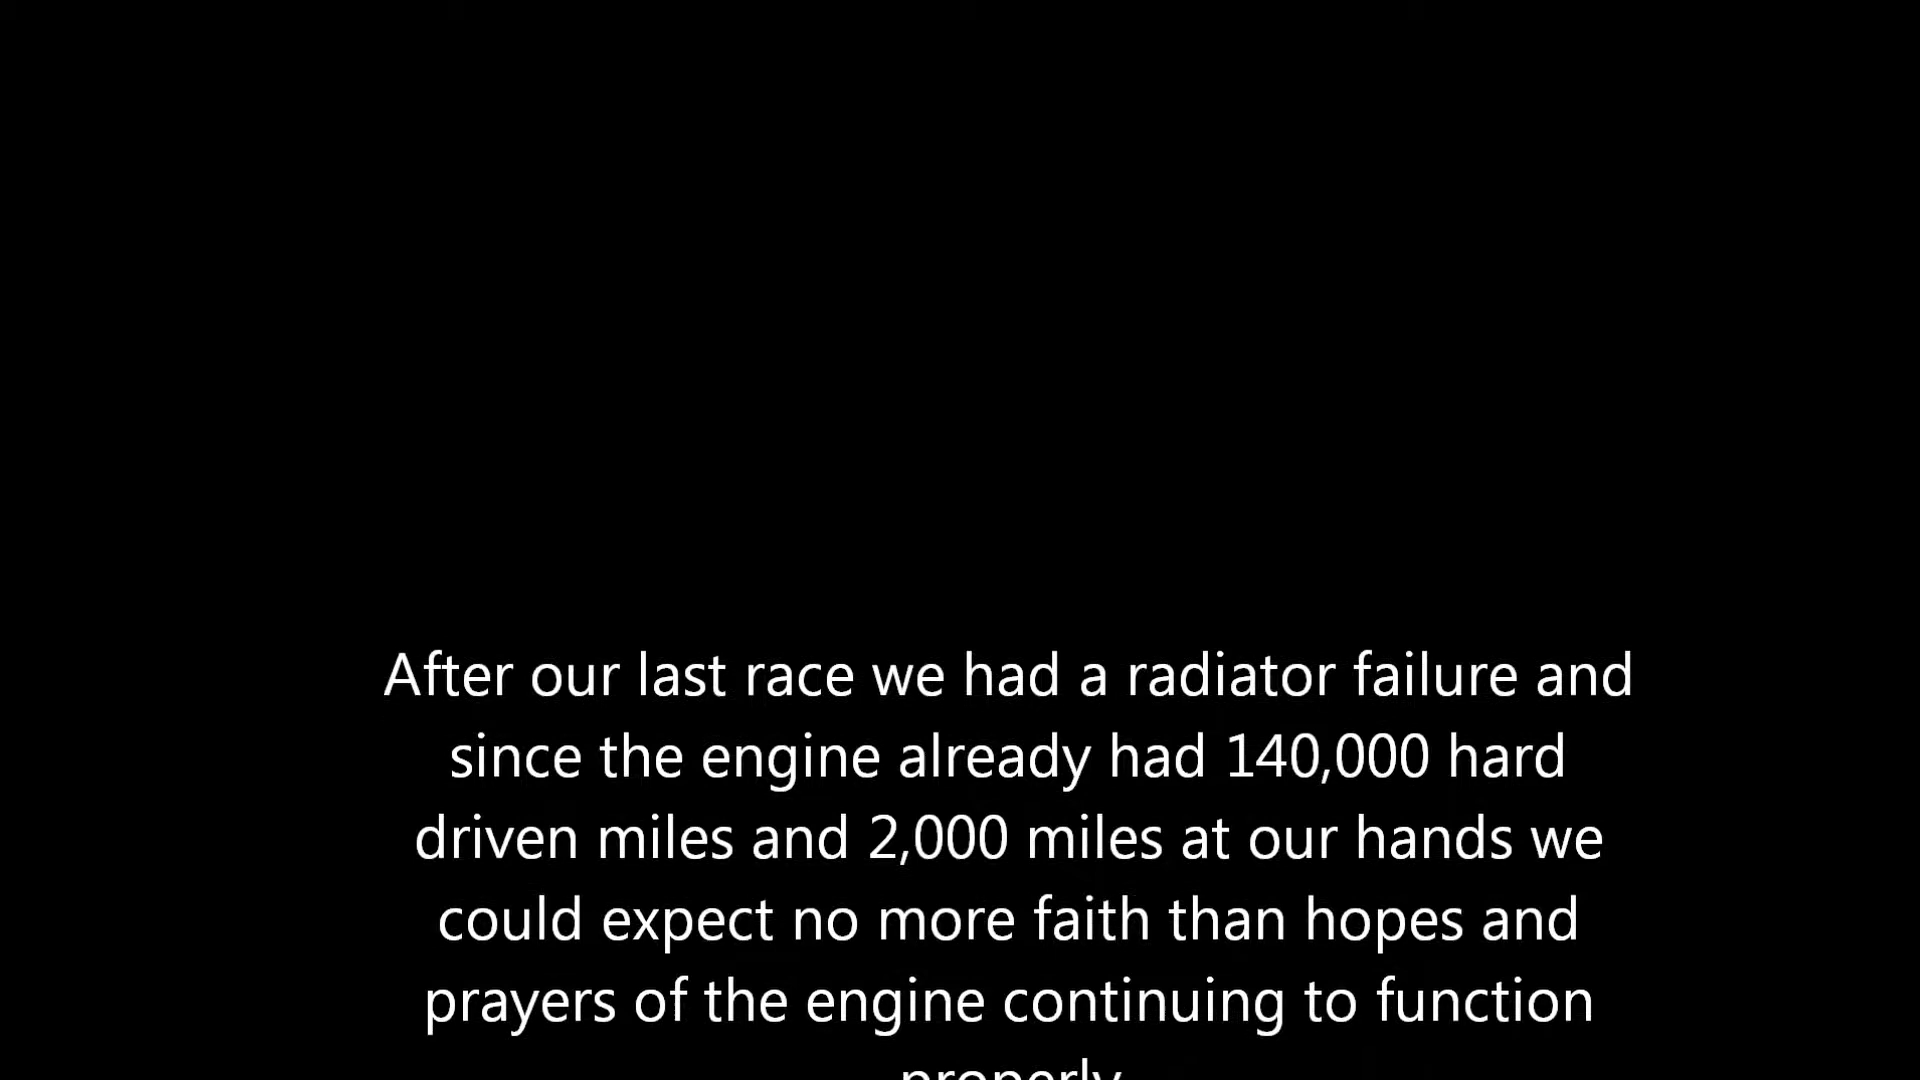 After our last race we had a radiator failure and
since the engine already had 140,000 hard
driven miles and 2,000 miles at our hands we
could expect no more faith than hopes and
prayers of the engine continuing to function
properly